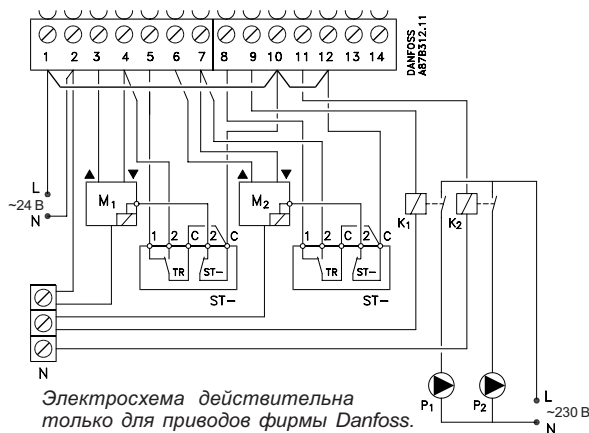 1 2 3 4 5 6 7 8 9 10 11 12 13 14
DANFOSS
A87B312.11
L
~24 В
N
M1
M2
K1
K2
1 2 C 2 C
TR ST–
ST–
1 2 C 2 C
TR ST–
ST–
N
P1
P2
L
~230 В
N
Электросхема действительна
только для приводов фирмы Danfoss.